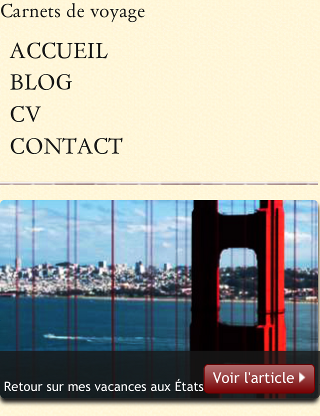 Carnets de voyage
ACCUEIL
BLOG
CV
CONTACT
Voir l'article
Retour sur mes vacances aux États